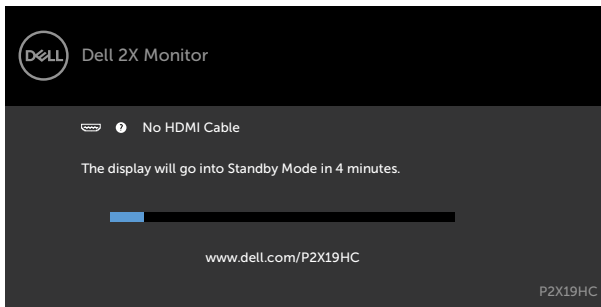 DELL
Dell 2X Monitor
? No HDMI Cable
The display will go into Standby Mode in 4 minutes.
www.dell.com/P2X19HC
P2X19HC